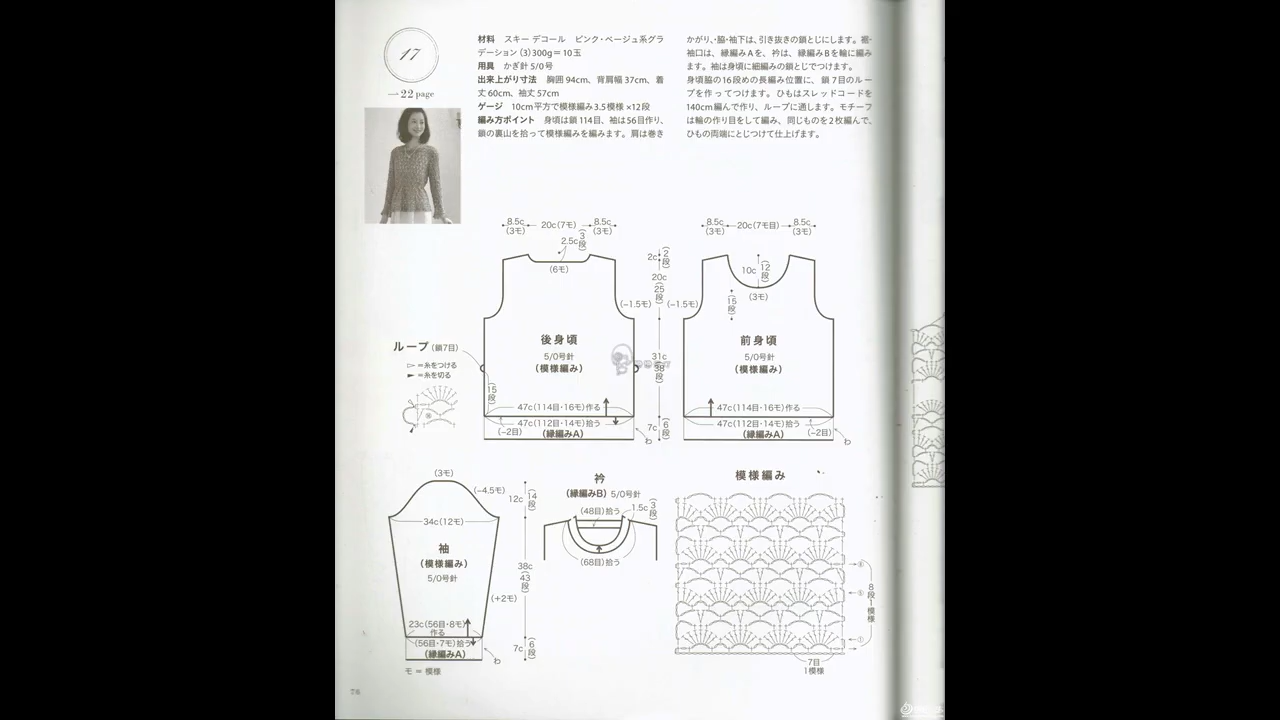 17
—22 page
材料 スキー デコール ピンク・ベージュ系グラ
デーション(3)300g=10玉
用具 かぎ針5/0号
出来上がり寸法 胸囲94cm、背肩幅37cm、着
丈60cm、袖丈57cm
ゲージ 10cm平方で模様編み3.5模様×12段
編み方ポイント 身頃は鎖114目、袖は56目作り、
鎖の裏山を拾って模様編みを編みます。肩は巻き
かがり、・脇・袖下は、引き抜きの鎖とじにします。裾・
袖口は、縁編みAを、衿は、縁編みBを輪に編み
ます。袖は身頃に細編みの鎖とじでつけます。
身頃脇の16段めの長編み位置に、鎖7目のルー
プを作ってつけます。ひもはスレッドコードを
140cm編んで作り、ループに通します。モチーフ
は輪の作り目をして編み、同じものを2枚編んで、
ひもの両端にとじつけて仕上げます。
8.5c 20c(7モ) 8.5c
(3モ) (3モ)
2.5c (3段)
(6モ)
2c (2段)
20c (25段)
(−1.5モ)
後身頃
5/0号針
(模様編み)
31c (38段)
(15段)
47c(114目・16モ)作る
47c(112目・14モ)拾う
(−2目) (縁編みA)
7c (6段)
わ
8.5c 20c(7モ目) 8.5c
(3モ) (3モ)
10c (12段)
(3モ)
(−1.5モ)
(15段)
前身頃
5/0号針
(模様編み)
47c(114目・16モ)作る
47c(112目・14モ)拾う
(縁編みA) (−2目)
わ
ループ(鎖7目)
=糸をつける
=糸を切る
(3モ)
(−4.5モ)
12c (14段)
34c(12モ)
袖
(模様編み)
5/0号針
38c (43段)
(+2モ)
23c(56目・8モ)
作る
(56目・7モ)拾う
(縁編みA)
7c (6段)
わ
モ = 模様
衿
(縁編みB) 5/0号針
(48目)拾う 1.5c (3段)
(68目)拾う
模様編み
⑧
⑤
①
8段1模様
7目
1模様
76